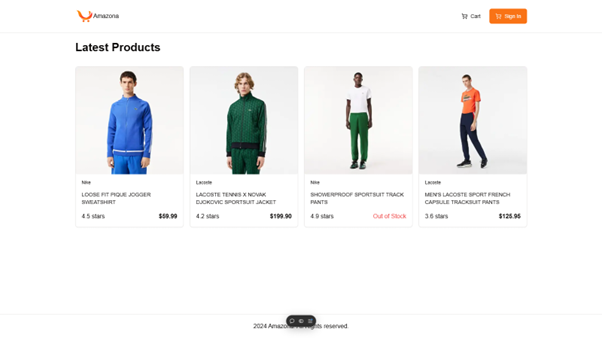 Amazona
Cart
Sign In
Latest Products
Nike
LOOSE FIT PIQUE JOGGER
SWEATSHIRT
4.5 stars
$59.99
Lacoste
LACOSTE TENNIS X NOVAK
DJOKOVIC SPORTSUIT JACKET
4.2 stars
$199.90
Nike
SHOWERPROOF SPORTSUIT TRACK
PANTS
4.9 stars
Out of Stock
Lacoste
MEN'S LACOSTE SPORT FRENCH
CAPSULE TRACKSUIT PANTS
3.6 stars
$125.95
2024 Amazona rights reserved.